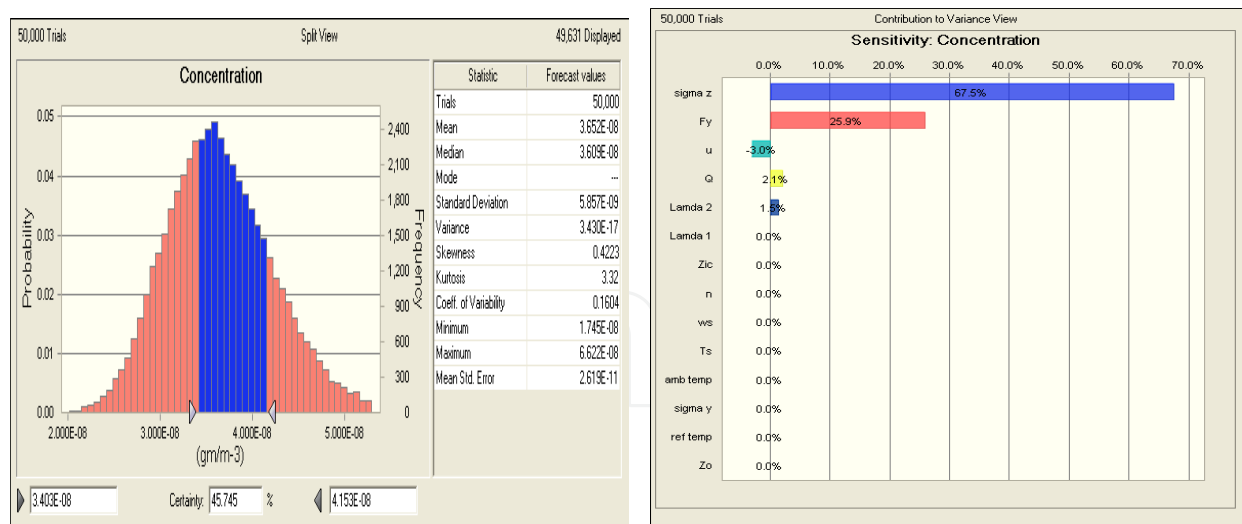 50,000 Trials Split View 49,631 Displayed
Concentration
Probability
0.05
0.04
0.03
0.02
0.01
0.00
2,400
2,100
1,800
1,500
1,200
900
600
300
0
Frequency
2.000E-08 3.000E-08 4.000E-08 5.000E-08
(gm/m-3)
Statistic Forecast values
Trials 50,000
Mean 3.652E-08
Median 3.609E-08
Mode ---
Standard Deviation 5.857E-09
Variance 3.430E-17
Skewness 0.4223
Kurtosis 3.32
Coeff. of Variability 0.1604
Minimum 1.745E-08
Maximum 6.622E-08
Mean Std. Error 2.619E-11
3.403E-08 Certainty: 45.745 % 4.153E-08
50,000 Trials Contribution to Variance View
Sensitivity: Concentration
0.0% 10.0% 20.0% 30.0% 40.0% 50.0% 60.0% 70.0%
sigma z 67.5%
Fy 25.9%
u -3.0%
Q 2.1%
Lamda 2 1.5%
Lamda 1 0.0%
Zic 0.0%
n 0.0%
ws 0.0%
Ts 0.0%
amb temp 0.0%
sigma y 0.0%
ref temp 0.0%
Zo 0.0%